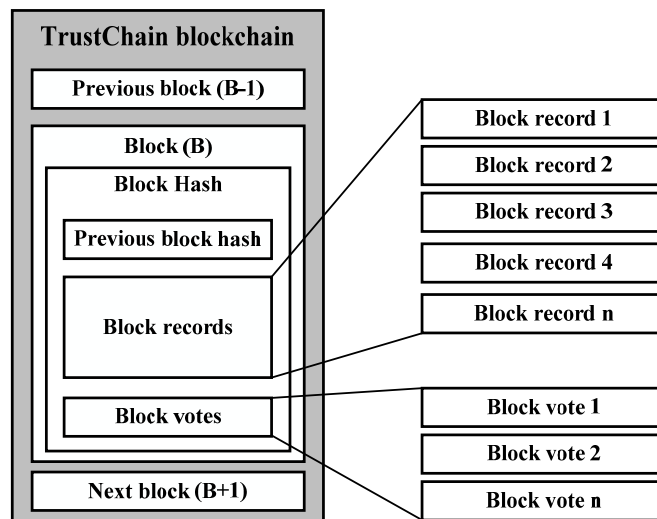 TrustChain blockchain
Previous block (B-1)
Block (B)
Block Hash
Previous block hash
Block records
Block votes
Next block (B+1)
Block record 1
Block record 2
Block record 3
Block record 4
Block record n
Block vote 1
Block vote 2
Block vote n